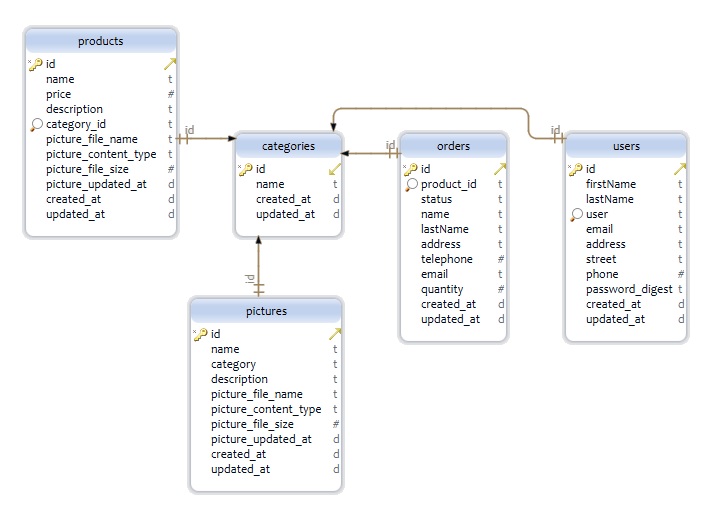 products
id
name t
price #
description t
category_id t
picture_file_name t
picture_content_type t
picture_file_size #
picture_updated_at d
created_at d
updated_at d
id
categories
id
name t
created_at d
updated_at d
id
orders
id
product_id t
status t
name t
lastName t
address t
telephone #
email t
quantity #
created_at d
updated_at d
id
users
id
firstName t
lastName t
user t
email t
address t
street t
phone #
password_digest t
created_at d
updated_at d
id
pictures
id
name t
category t
description t
picture_file_name t
picture_content_type t
picture_file_size #
picture_updated_at d
created_at d
updated_at d